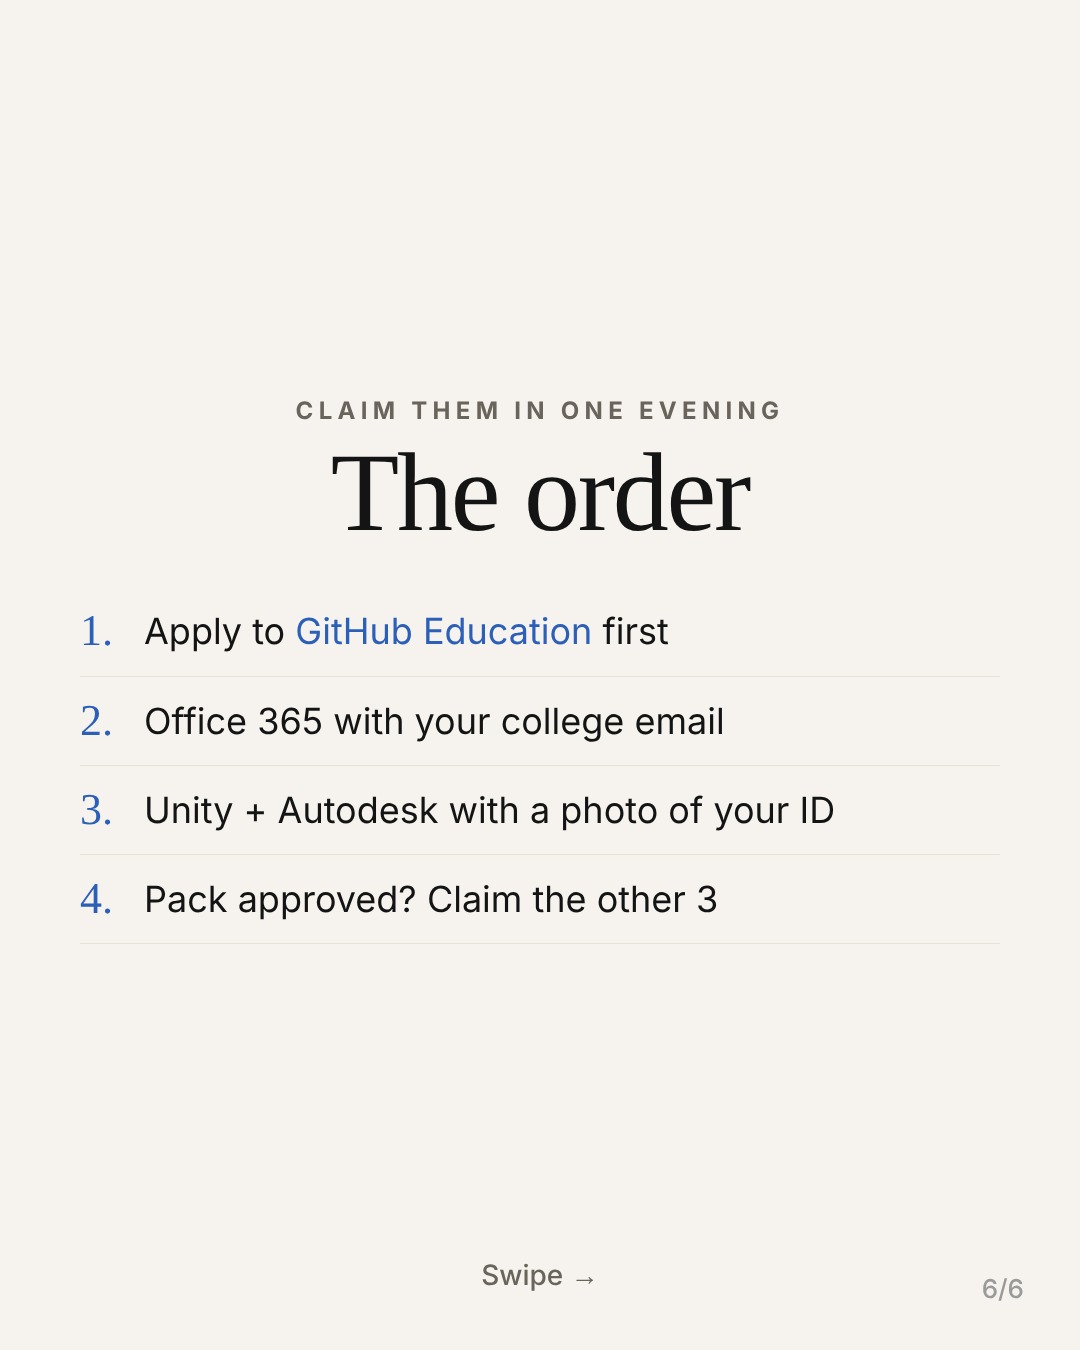 CLAIM THEM IN ONE EVENING
The order
1. Apply to GitHub Education first
2. Office 365 with your college email
3. Unity + Autodesk with a photo of your ID
4. Pack approved? Claim the other 3
Swipe →
6/6